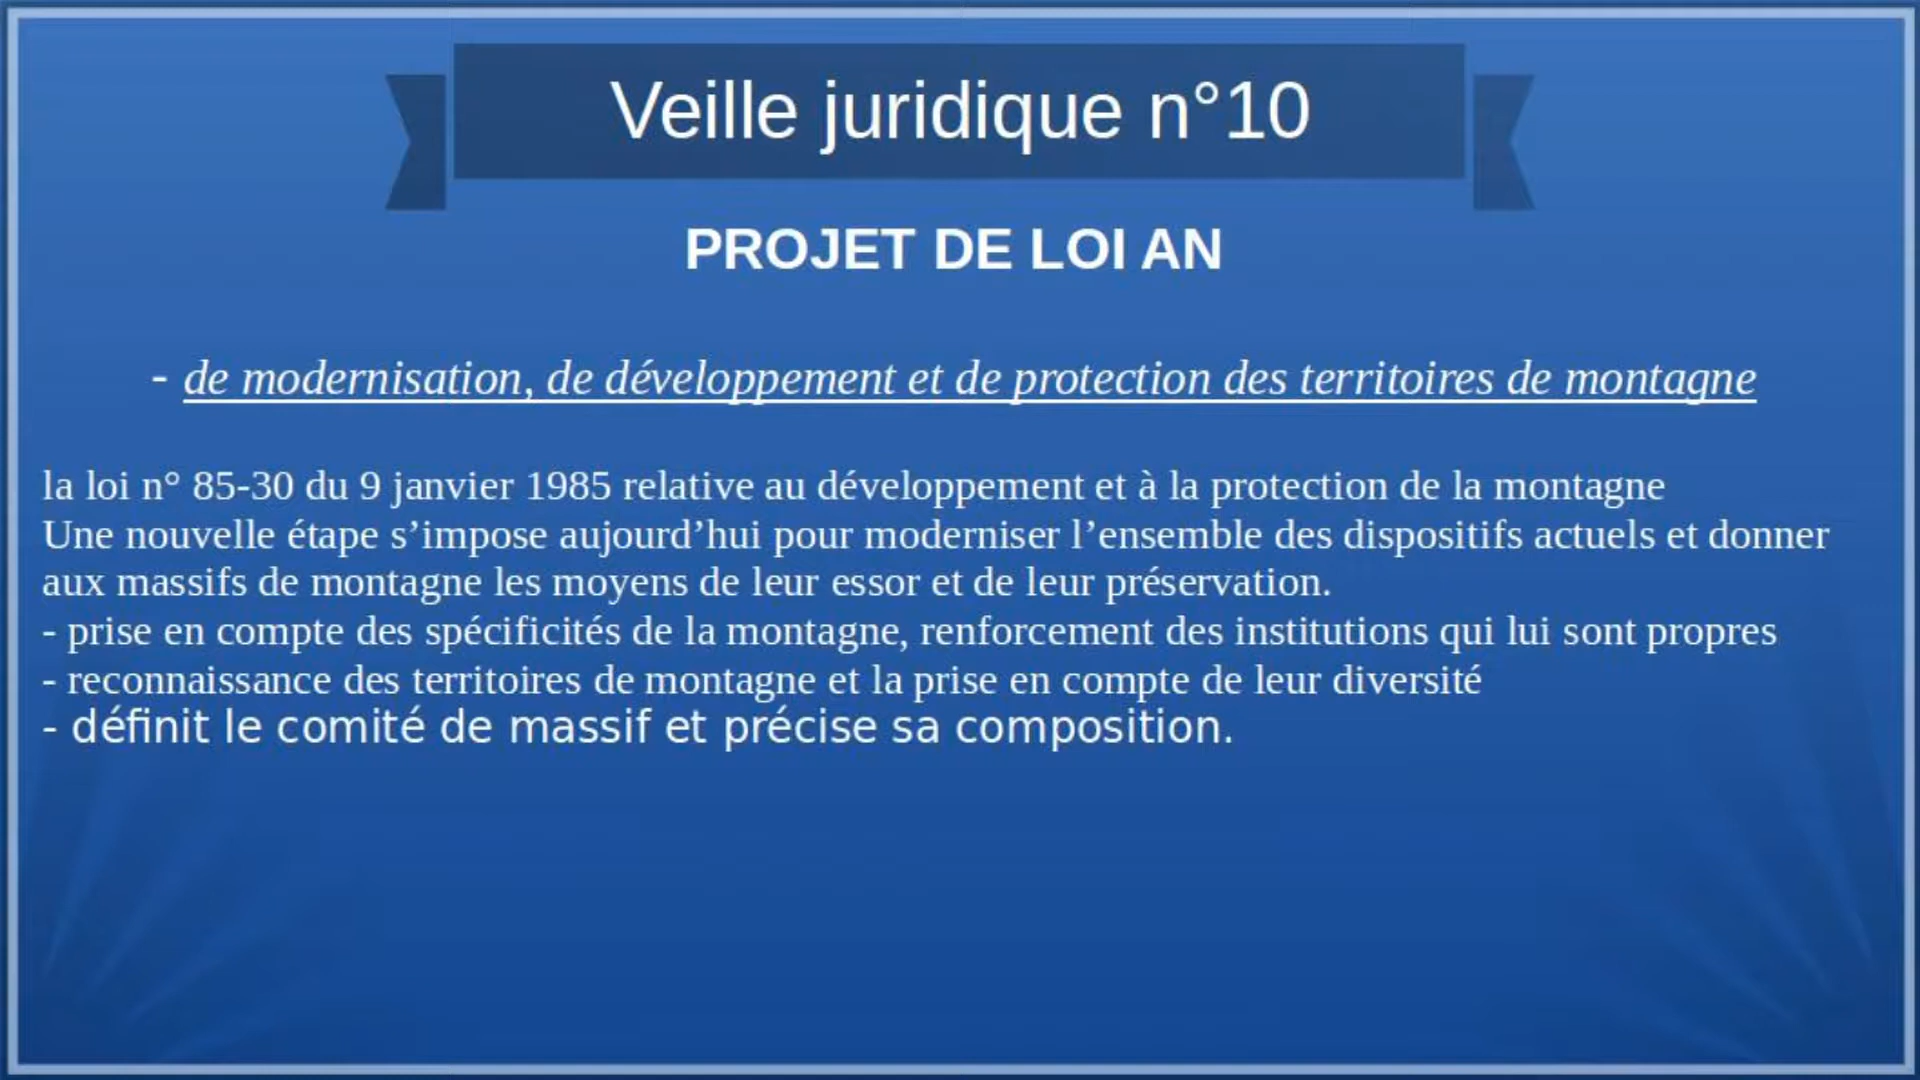 Veille juridique n°10
PROJET DE LOI AN
- de modernisation, de développement et de protection des territoires de montagne
la loi n° 85-30 du 9 janvier 1985 relative au développement et à la protection de la montagne
Une nouvelle étape s’impose aujourd’hui pour moderniser l’ensemble des dispositifs actuels et donner
aux massifs de montagne les moyens de leur essor et de leur préservation.
- prise en compte des spécificités de la montagne, renforcement des institutions qui lui sont propres
- reconnaissance des territoires de montagne et la prise en compte de leur diversité
- définit le comité de massif et précise sa composition.